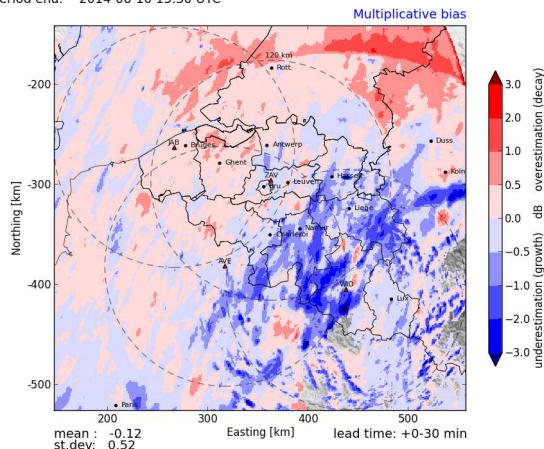 Multiplicative bias
120 km
Rott.
-200
Duss.
JAB
Bruges
Antwerp
Koln
Ghent
ZAV
Leuven
Hasselt
-300
Bru
Liege
Namur
Charleroi
AVE
-400
WID
Lux
-500
Paris
200
300
400
500
Northing [km]
Easting [km]
3.0
2.0
1.0
0.5
0.0
−0.5
−1.0
−2.0
−3.0
underestimation (growth) dB overestimation (decay)
mean : -0.12
lead time: +0-30 min
st.dev: 0.52